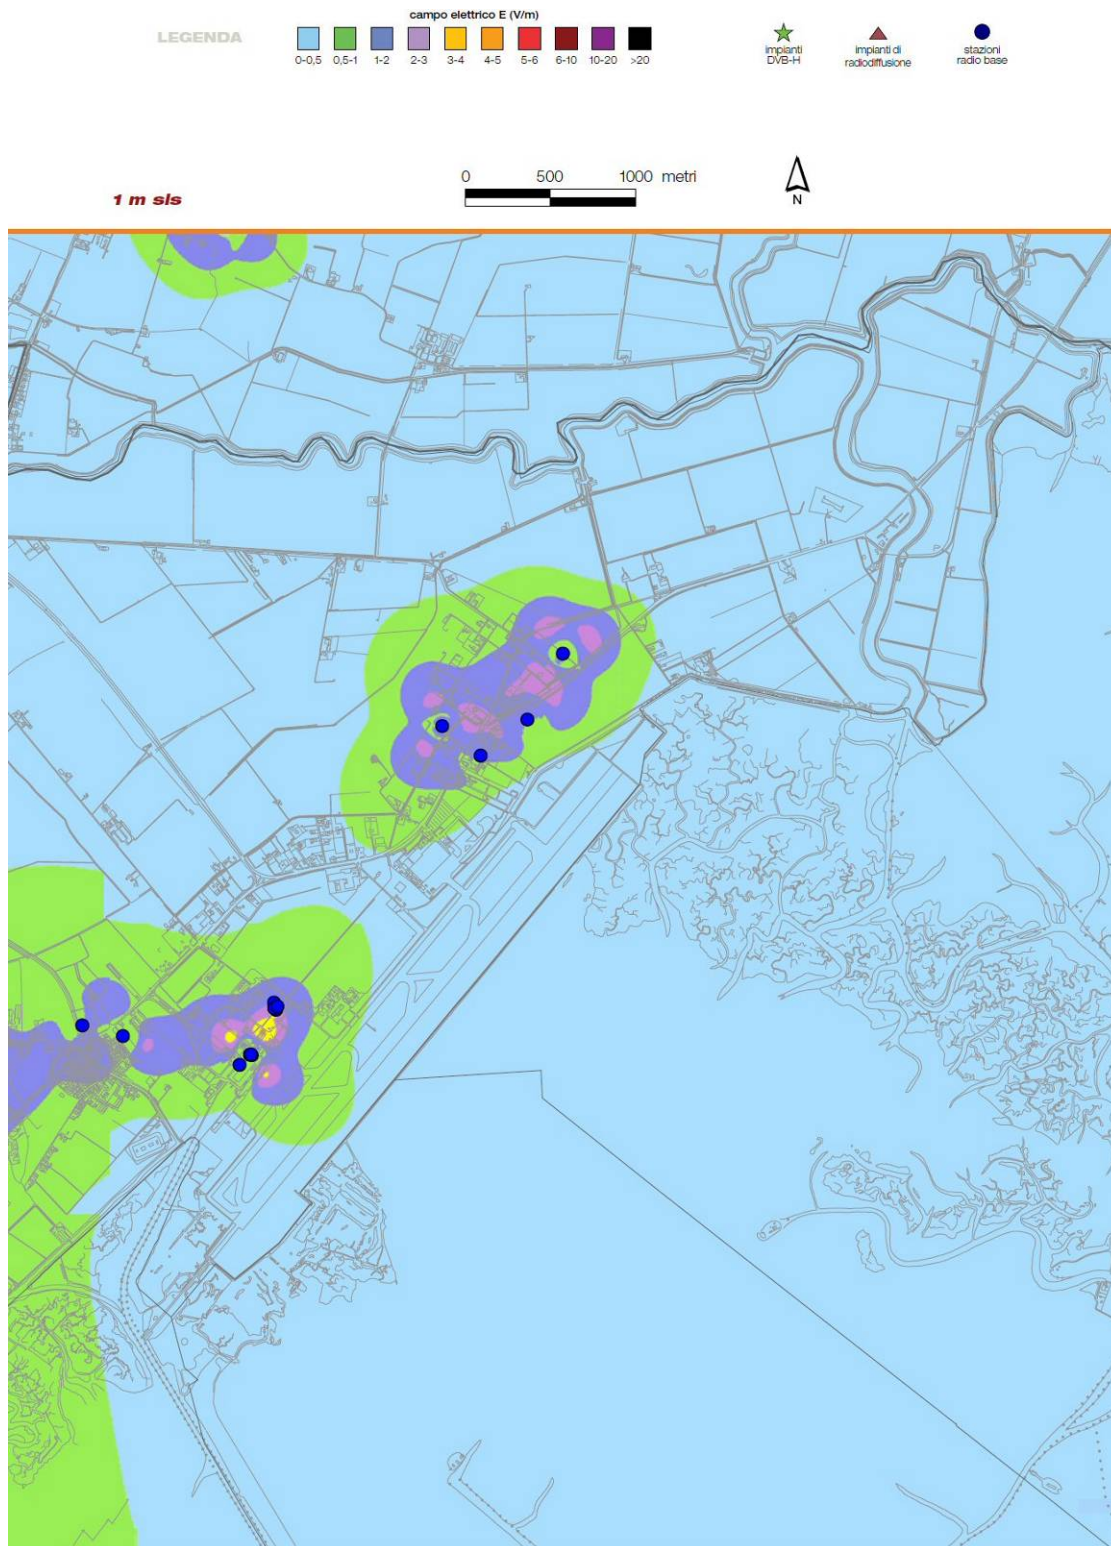 campo elettrico E (V/m)
LEGENDA
0-0,5 0,5-1 1-2 2-3 3-4 4-5 5-6 6-10 10-20 >20
impianti
DVB-H
impianti di
radiodiffusione
stazioni
radio base
0 500 1000 metri
1 m sls
N